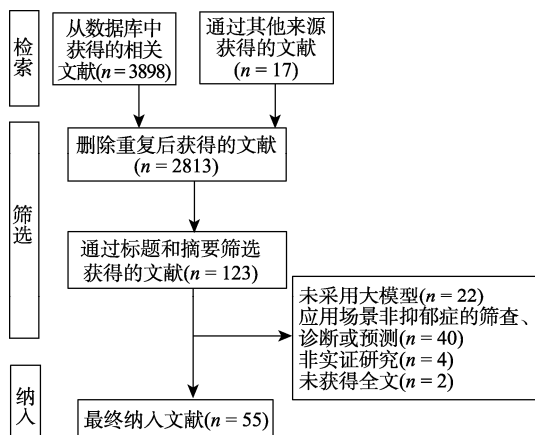 检索
从数据库中
获得的相关
文献(n = 3898)
通过其他来源
获得的文献
(n = 17)
筛选
删除重复后获得的文献
(n = 2813)
通过标题和摘要筛选
获得的文献(n = 123)
未采用大模型(n = 22)
应用场景非抑郁症的筛查、
诊断或预测(n = 40)
非实证研究(n = 4)
未获得全文(n = 2)
纳入
最终纳入文献(n = 55)